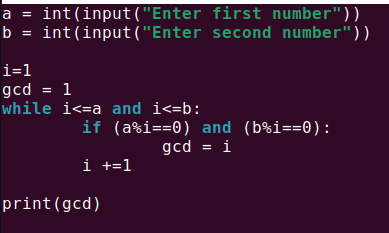 a = int(input("Enter first number"))
b = int(input("Enter second number"))

i=1
gcd = 1
while i<=a and i<=b:
        if (a%i==0) and (b%i==0):
                gcd = i
        i +=1

print(gcd)